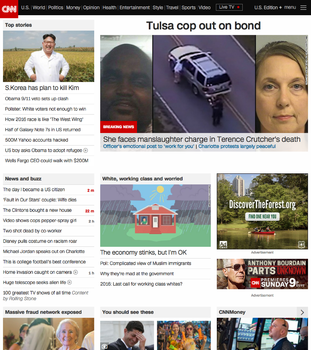 CNN
U.S. World Politics Money Opinion Health Entertainment Style Travel Sports Video Live TV U.S. Edition + menu
Top stories
S.Korea has plan to kill Kim
Obama 9/11 veto sets up clash
Pollster: White voters not enough to win
How 2016 race is like 'The West Wing'
Half of Galaxy Note 7s in US returned
500M Yahoo accounts hacked
US boy asks Obama to adopt refugee
Wells Fargo CEO could walk with $200M
Tulsa cop out on bond
BREAKING NEWS
She faces manslaughter charge in Terence Crutcher's death
Officer's emotional post to 'work for you' | Charlotte protests largely peaceful
News and buzz
The day I became a US citizen
'Fault in Our Stars' couple: Wife dies
The Clintons bought a new house
Video shows cops pepper-spray girl
Two shot dead by co-worker
Disney pulls costume on racism roar
Michael Jordan speaks out on Charlotte
This is college football's best conference
Home invasion caught on camera
Huge telescope seeks alien life
100 greatest TV shows of all time Content by Rolling Stone
White, working class and worried
The economy stinks, but I'm OK
Poll: Complicated view of Muslim immigrants
Why they're mad at the government
2016: Last call for working class whites?
DiscoverTheForest.org
FIND ONE NEAR YOU
Ad
Advertisement
ANTHONY BOURDAIN
PARTS UNKNOWN
PREMIERES SUNDAY 9
CNN
Advertisement
Massive fraud network exposed
You should see these
CNNMoney